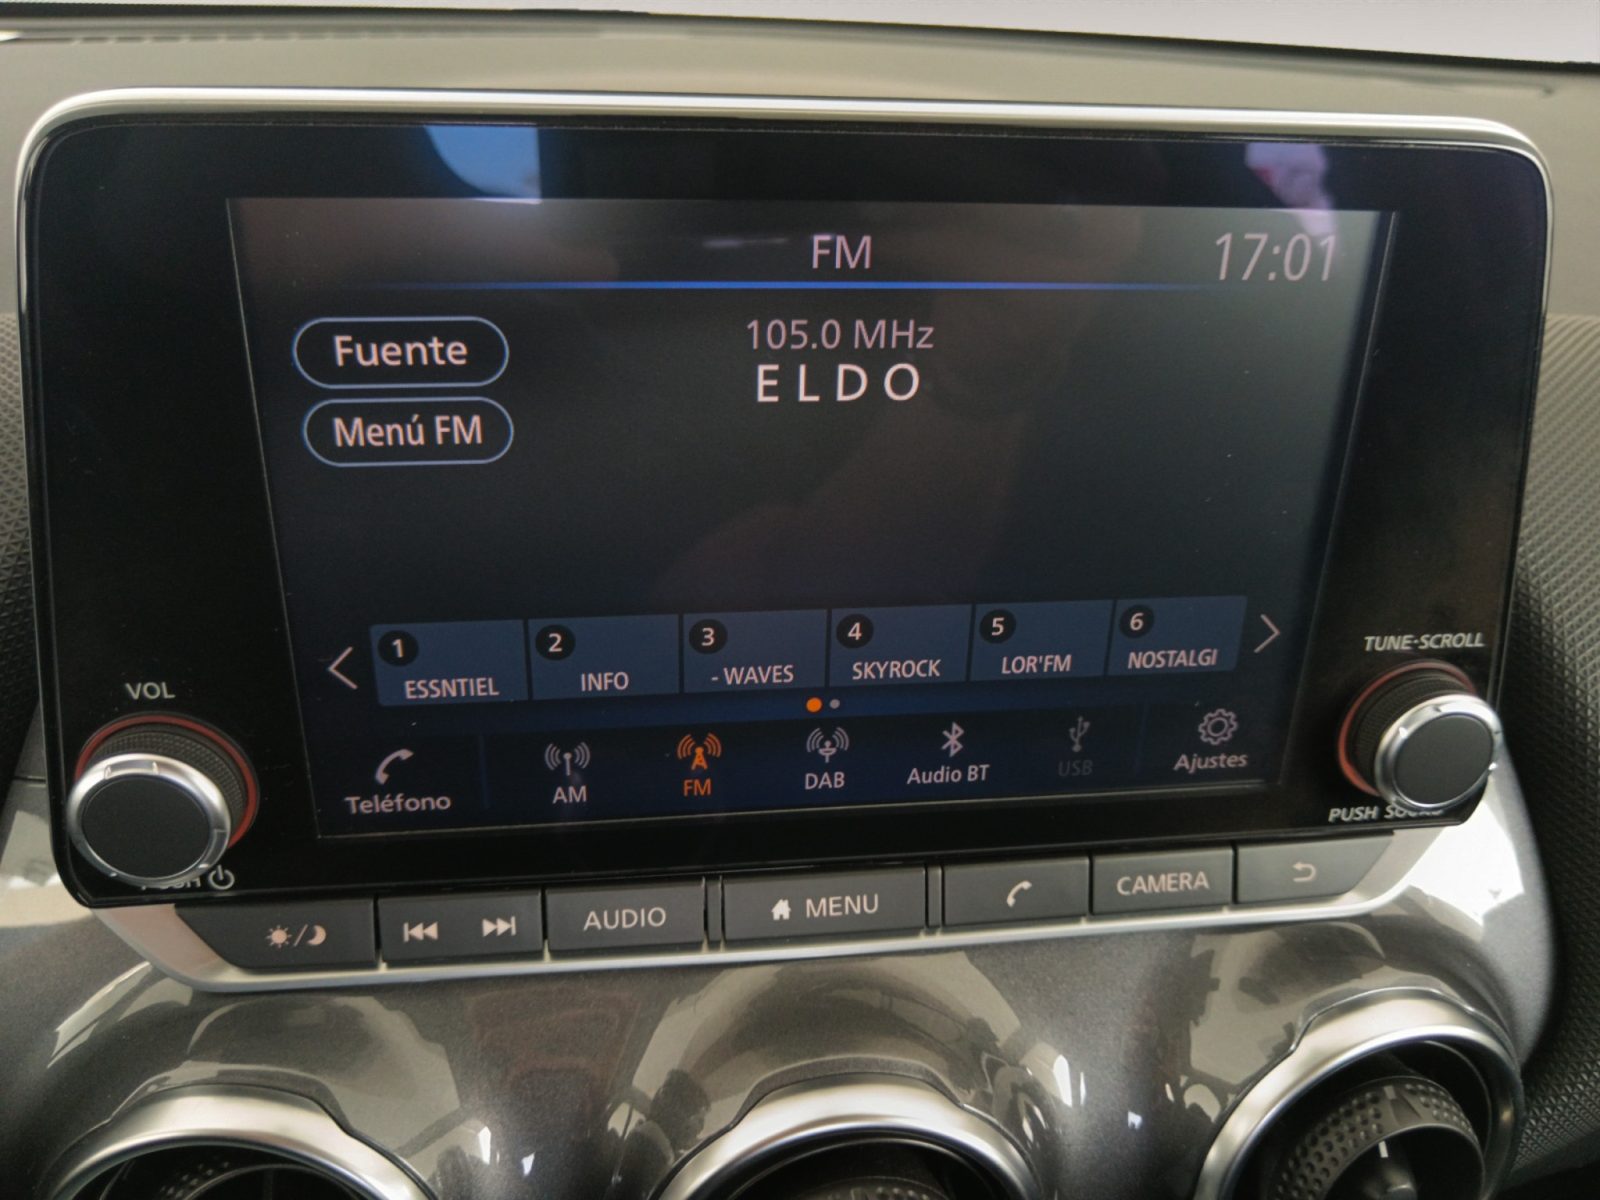 FM
17:01
Fuente
105.0 MHz
ELDO
Menú FM
1
ESSNTIEL
2
INFO
3
- WAVES
4
SKYROCK
5
LOR'FM
6
NOSTALGI
Teléfono
AM
FM
DAB
Audio BT
USB
Ajustes
VOL
TUNE·SCROLL
PUSH
AUDIO
MENU
CAMERA